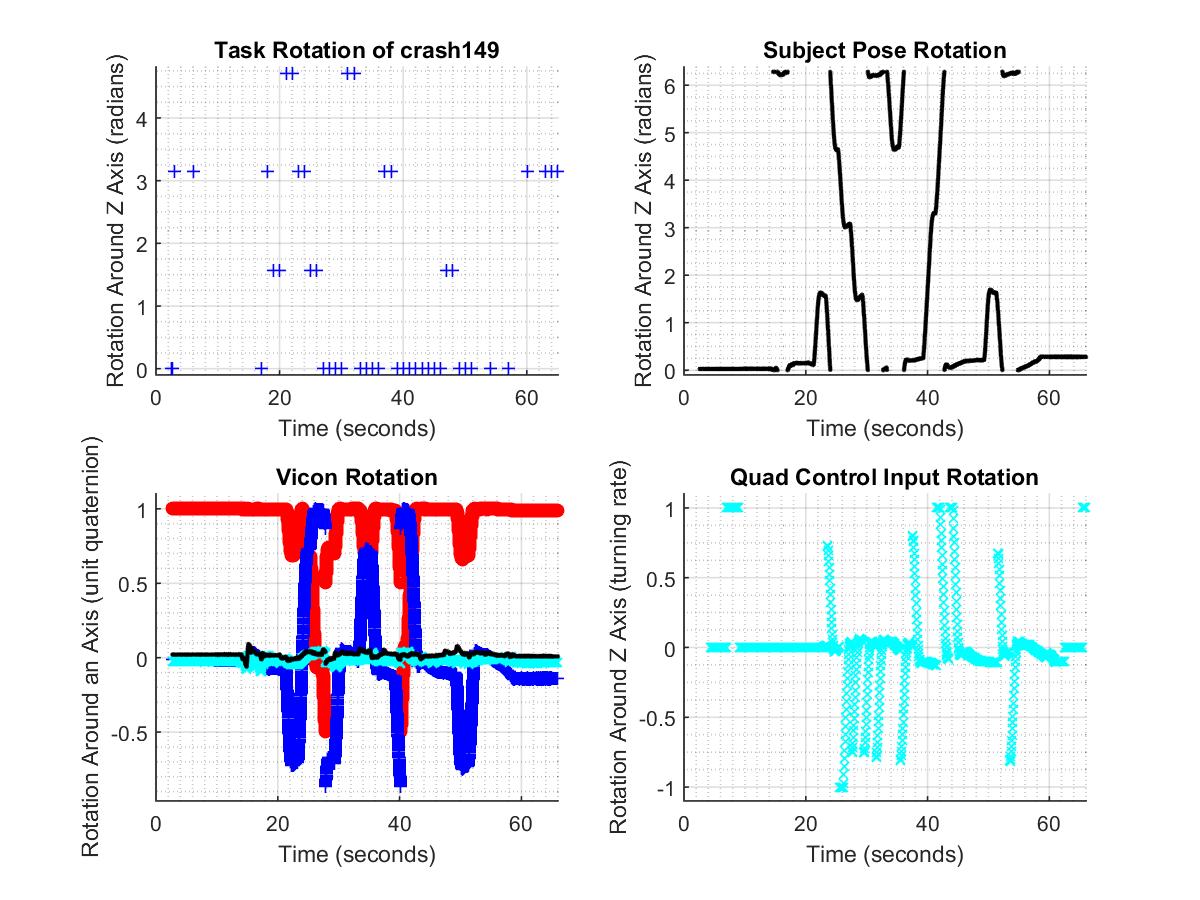 Task Rotation of crash149
Rotation Around Z Axis (radians)
4
3
2
1
0
0 20 40 60
Time (seconds)
Subject Pose Rotation
Rotation Around Z Axis (radians)
6
5
4
3
2
1
0
0 20 40 60
Time (seconds)
Vicon Rotation
Rotation Around an Axis (unit quaternion)
1
0.5
0
-0.5
0 20 40 60
Time (seconds)
Quad Control Input Rotation
Rotation Around Z Axis (turning rate)
1
0.5
0
-0.5
-1
0 20 40 60
Time (seconds)